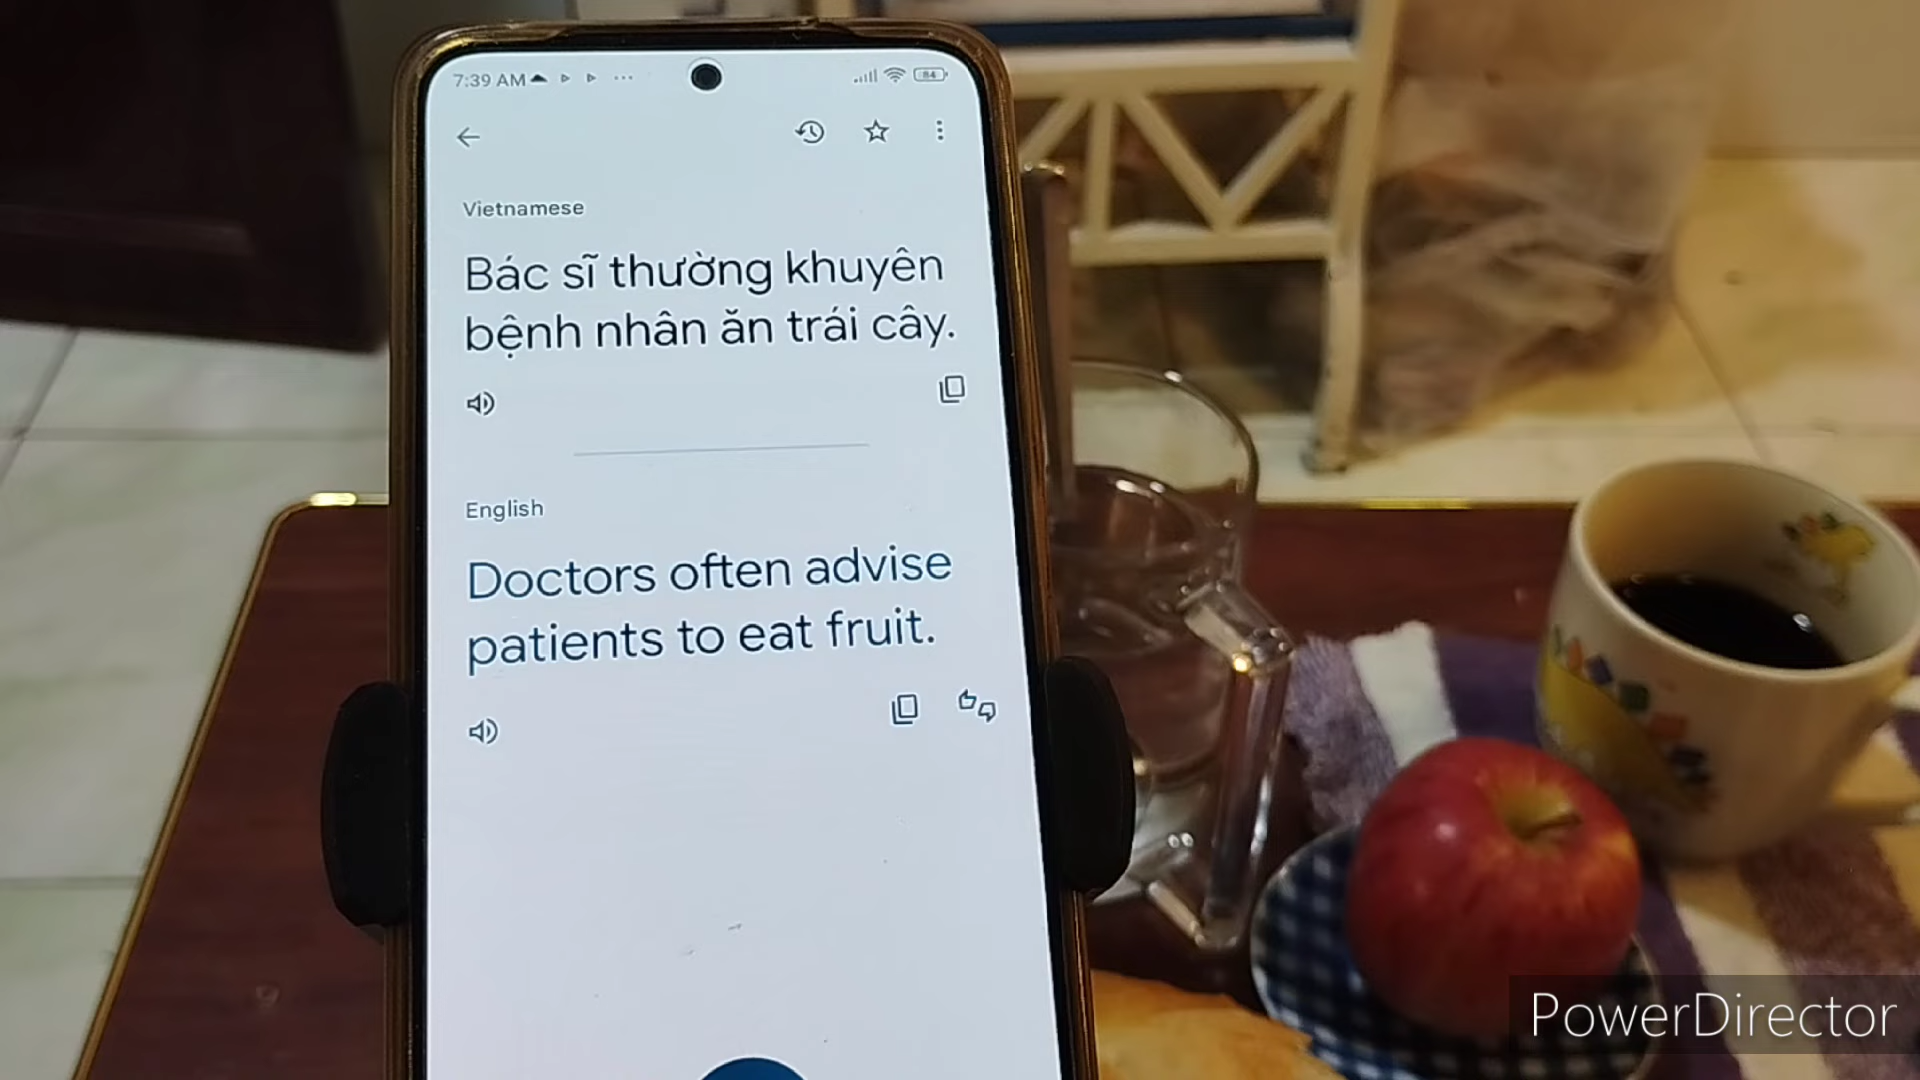 7:39 AM
84
Vietnamese
Bác sĩ thường khuyên
bệnh nhân ăn trái cây.
English
Doctors often advise
patients to eat fruit.
PowerDirector